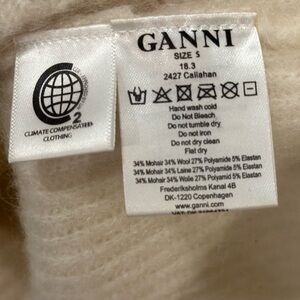 GANNI
SIZE S
18.3
2427 Callahan
Hand wash cold
Do Not Bleach
Do not tumble dry
Do not iron
Do not dry clean
Flat dry
34% Mohair 34% Wool 27% Polyamide 5% Elastan
34% Mohair 34% Laine 27% Polyamide 5% Elastan
34% Mohair 34% Wolle 27% Polyamide 5% Elastan
Frederiksholms Kanal 4B
DK-1220 Copenhagen
www.ganni.com
2
CLIMATE COMPENSATED
CLOTHING